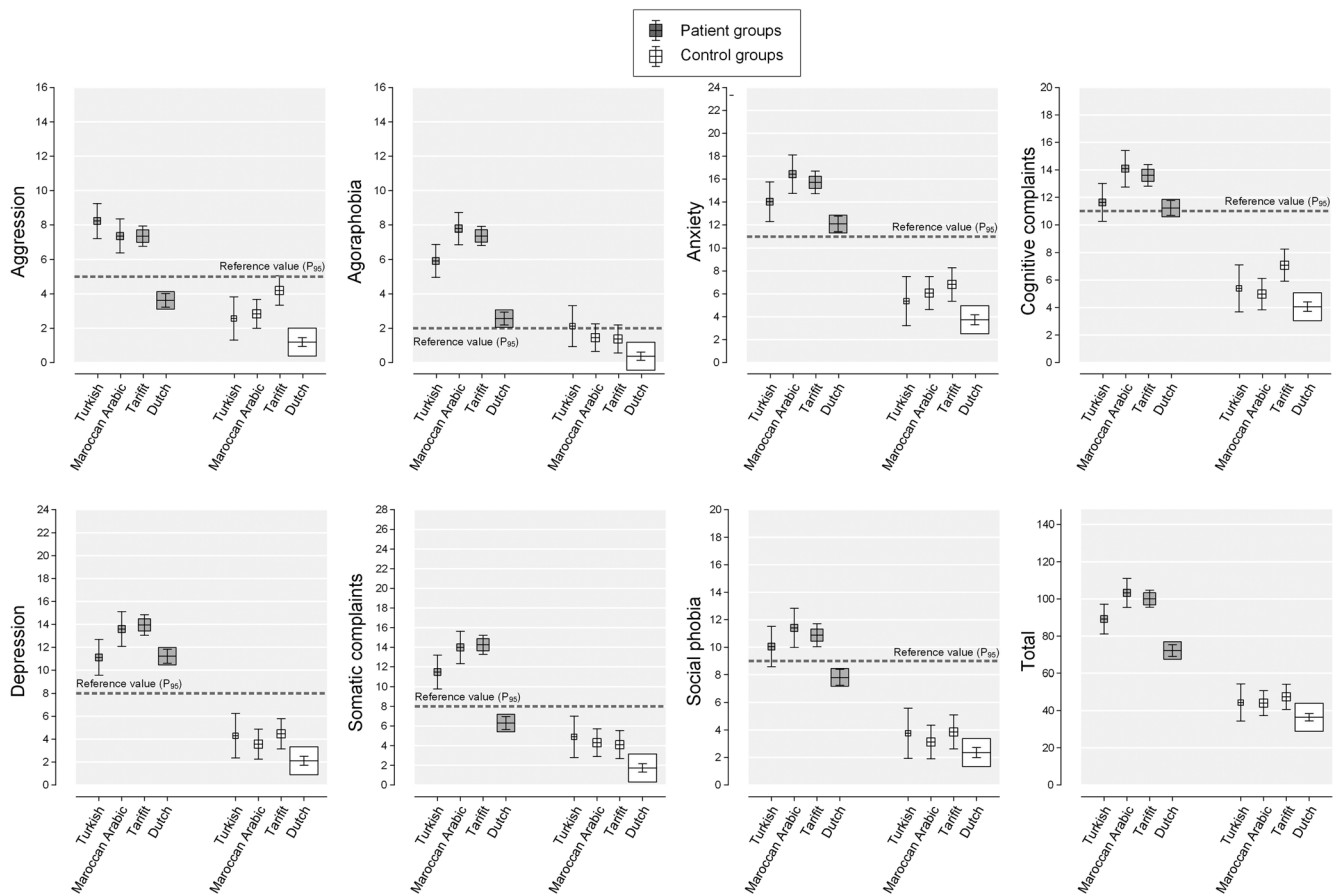 Patient groups
Control groups
Aggression
16
14
12
10
8
6
4
2
0
Reference value (P95)
Turkish
Maroccan Arabic
Tarifit
Dutch
Turkish
Maroccan Arabic
Tarifit
Dutch
Agoraphobia
16
14
12
10
8
6
4
2
0
Reference value (P95)
Turkish
Maroccan Arabic
Tarifit
Dutch
Turkish
Maroccan Arabic
Tarifit
Dutch
Anxiety
24
22
20
18
16
14
12
10
8
6
4
2
0
Reference value (P95)
Turkish
Maroccan Arabic
Tarifit
Dutch
Turkish
Maroccan Arabic
Tarifit
Dutch
Cognitive complaints
20
18
16
14
12
10
8
6
4
2
0
Reference value (P95)
Turkish
Maroccan Arabic
Tarifit
Dutch
Turkish
Maroccan Arabic
Tarifit
Dutch
Depression
24
22
20
18
16
14
12
10
8
6
4
2
0
Reference value (P95)
Turkish
Maroccan Arabic
Tarifit
Dutch
Turkish
Maroccan Arabic
Tarifit
Dutch
Somatic complaints
28
26
24
22
20
18
16
14
12
10
8
6
4
2
0
Reference value (P95)
Turkish
Maroccan Arabic
Tarifit
Dutch
Turkish
Maroccan Arabic
Tarifit
Dutch
Social phobia
20
18
16
14
12
10
8
6
4
2
0
Reference value (P95)
Turkish
Maroccan Arabic
Tarifit
Dutch
Turkish
Maroccan Arabic
Tarifit
Dutch
Total
140
120
100
80
60
40
20
0
Turkish
Maroccan Arabic
Tarifit
Dutch
Turkish
Maroccan Arabic
Tarifit
Dutch